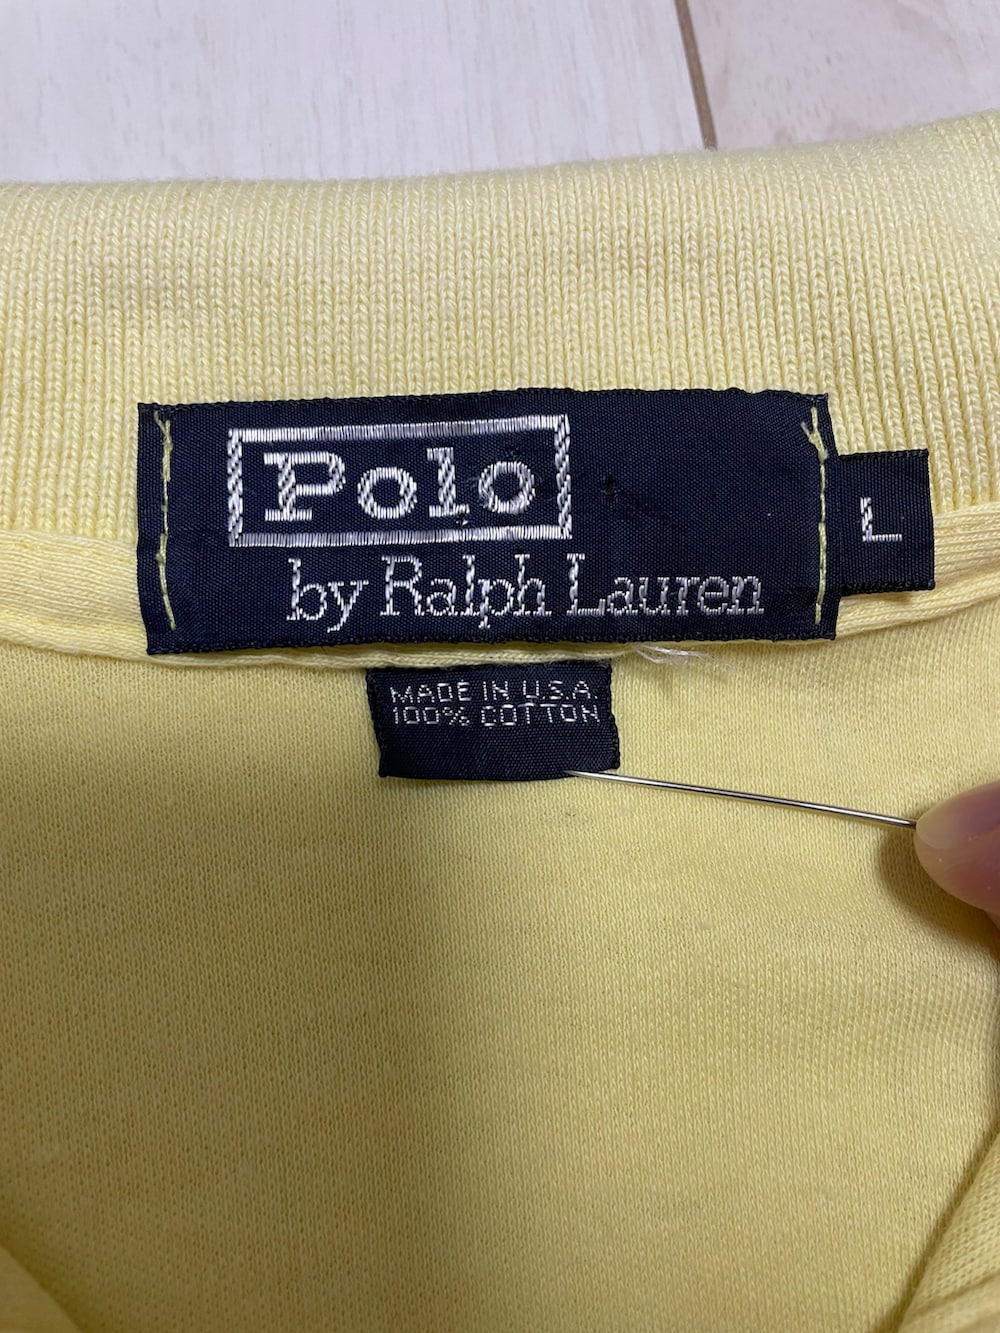 Polo
by Ralph Lauren
L
MADE IN U.S.A.
100% COTTON